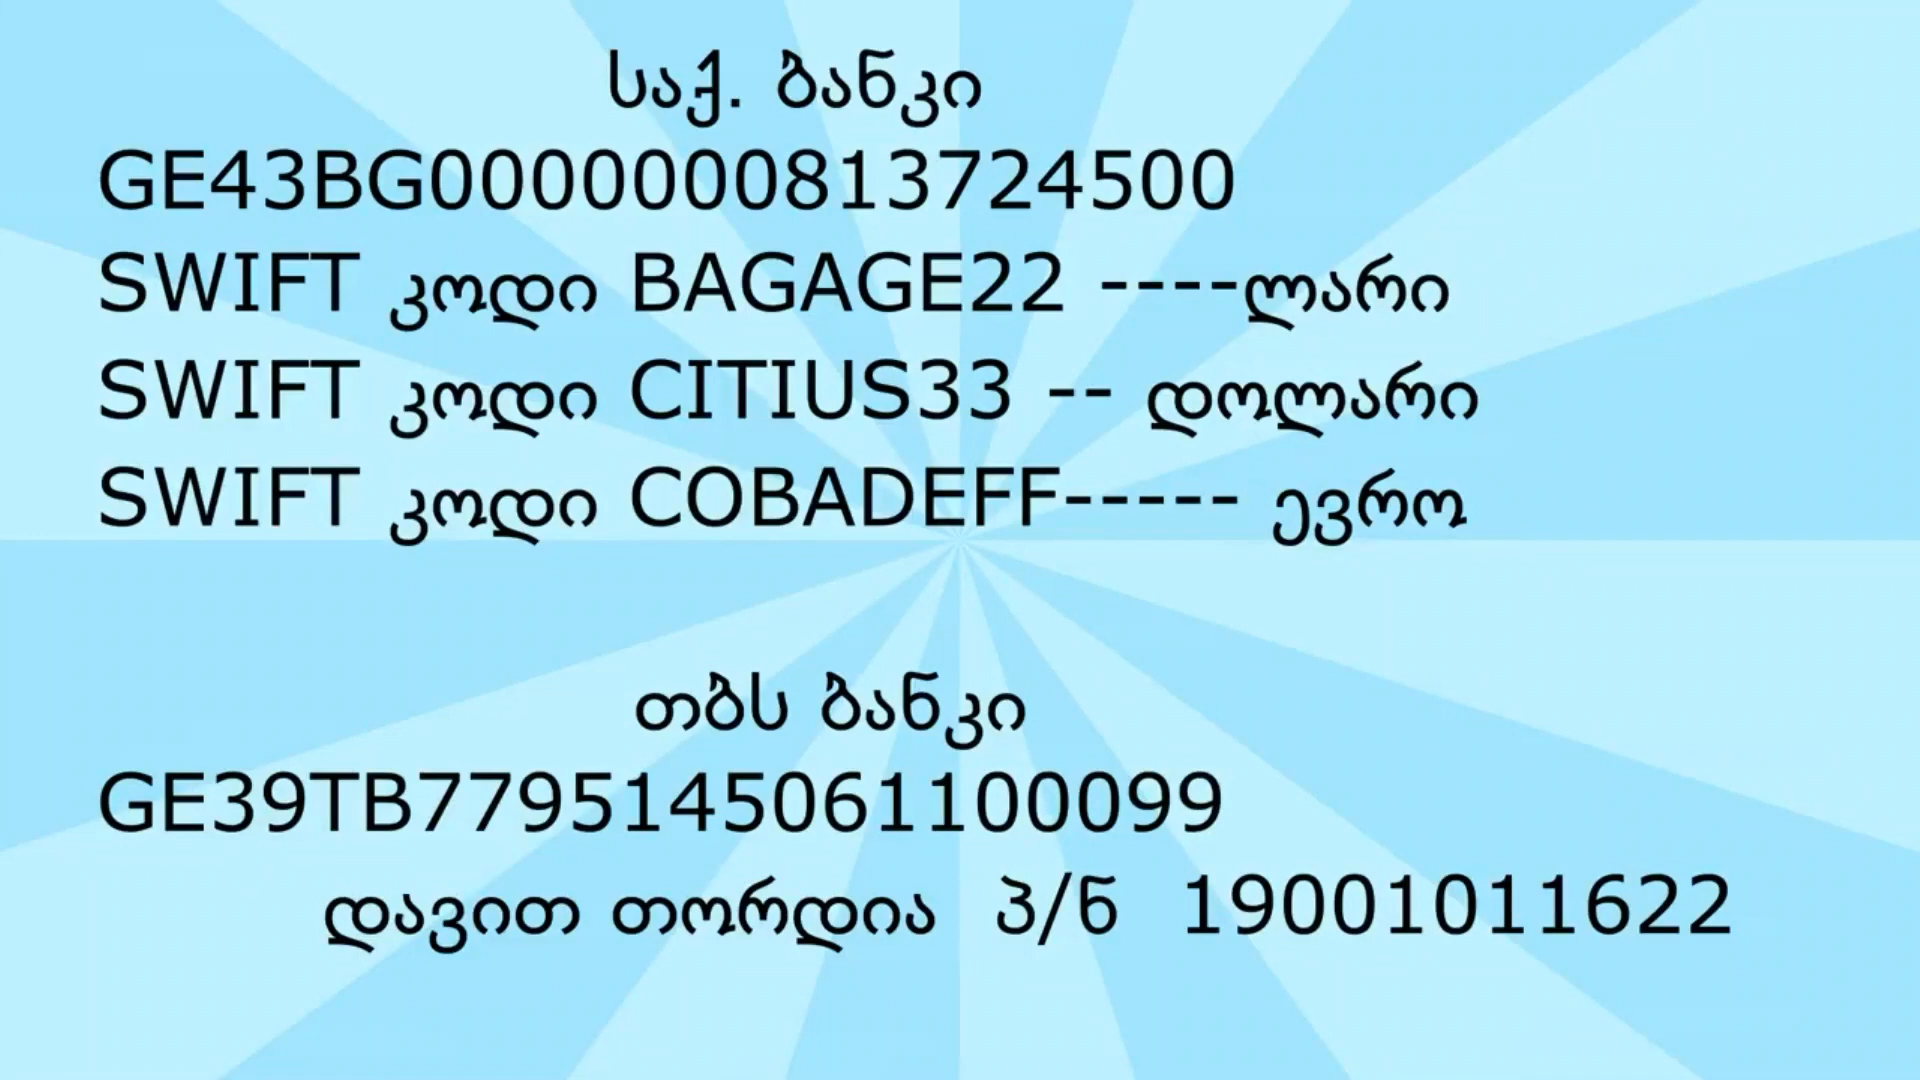 საქ. ბანკი
GE43BG0000000813724500
SWIFT კოდი BAGAGE22 ----ლარი
SWIFT კოდი CITIUS33 -- დოლარი
SWIFT კოდი COBADEFF----- ევრო
თბს ბანკი
GE39TB7795145061100099
დავით თორდია პ/ნ 19001011622